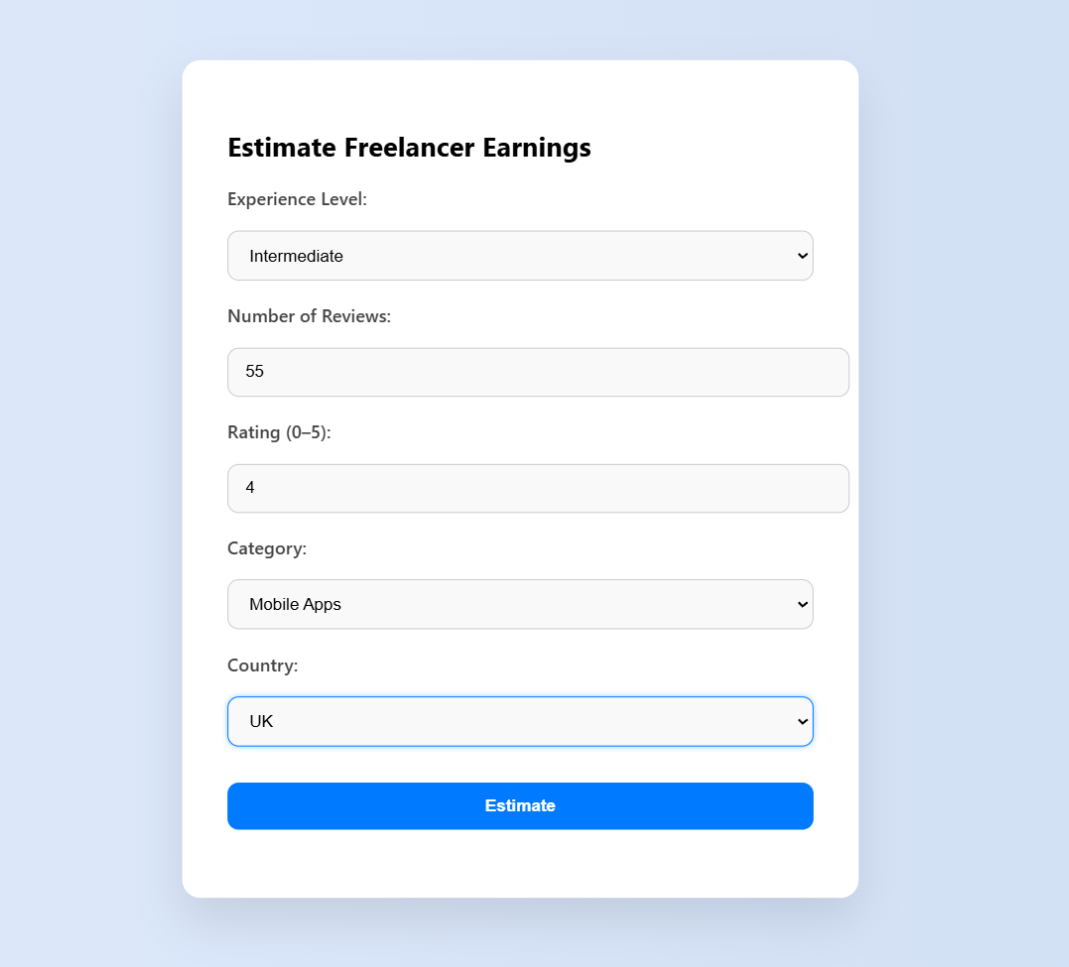 Estimate Freelancer Earnings
Experience Level:
Intermediate
Number of Reviews:
55
Rating (0–5):
4
Category:
Mobile Apps
Country:
UK
Estimate